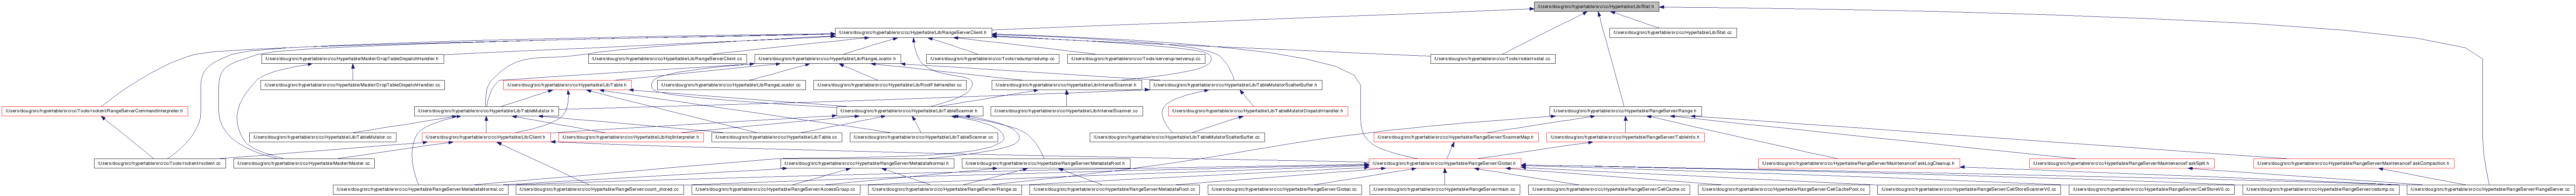 /Users/doug/src/hypertable/src/cc/Hypertable/Lib/Stat.h
/Users/doug/src/hypertable/src/cc/Hypertable/Lib/RangeServerClient.h
/Users/doug/src/hypertable/src/cc/Hypertable/Lib/Stat.cc
/Users/doug/src/hypertable/src/cc/Hypertable/Master/DropTableDispatchHandler.h
/Users/doug/src/hypertable/src/cc/Hypertable/Lib/RangeServerClient.cc
/Users/doug/src/hypertable/src/cc/Hypertable/Lib/RangeLocator.h
/Users/doug/src/hypertable/src/cc/Tools/rsdump/rsdump.cc
/Users/doug/src/hypertable/src/cc/Tools/serverup/serverup.cc
/Users/doug/src/hypertable/src/cc/Tools/rsstat/rsstat.cc
/Users/doug/src/hypertable/src/cc/Hypertable/Master/DropTableDispatchHandler.cc
/Users/doug/src/hypertable/src/cc/Hypertable/Lib/Table.h
/Users/doug/src/hypertable/src/cc/Hypertable/Lib/RangeLocator.cc
/Users/doug/src/hypertable/src/cc/Hypertable/Lib/RootFileHandler.cc
/Users/doug/src/hypertable/src/cc/Hypertable/Lib/IntervalScanner.h
/Users/doug/src/hypertable/src/cc/Hypertable/Lib/TableMutatorScatterBuffer.h
/Users/doug/src/hypertable/src/cc/Tools/rsclient/RangeServerCommandInterpreter.h
/Users/doug/src/hypertable/src/cc/Hypertable/Lib/TableMutator.h
/Users/doug/src/hypertable/src/cc/Hypertable/Lib/TableScanner.h
/Users/doug/src/hypertable/src/cc/Hypertable/Lib/IntervalScanner.cc
/Users/doug/src/hypertable/src/cc/Hypertable/Lib/TableMutatorDispatchHandler.h
/Users/doug/src/hypertable/src/cc/Hypertable/RangeServer/Range.h
/Users/doug/src/hypertable/src/cc/Hypertable/Lib/TableMutator.cc
/Users/doug/src/hypertable/src/cc/Hypertable/Lib/Client.h
/Users/doug/src/hypertable/src/cc/Hypertable/Lib/HqlInterpreter.h
/Users/doug/src/hypertable/src/cc/Hypertable/Lib/Table.cc
/Users/doug/src/hypertable/src/cc/Hypertable/Lib/TableScanner.cc
/Users/doug/src/hypertable/src/cc/Hypertable/Lib/TableMutatorScatterBuffer.cc
/Users/doug/src/hypertable/src/cc/Hypertable/RangeServer/ScannerMap.h
/Users/doug/src/hypertable/src/cc/Hypertable/RangeServer/TableInfo.h
/Users/doug/src/hypertable/src/cc/Tools/rsclient/rsclient.cc
/Users/doug/src/hypertable/src/cc/Hypertable/Master/Master.cc
/Users/doug/src/hypertable/src/cc/Hypertable/RangeServer/MetadataNormal.h
/Users/doug/src/hypertable/src/cc/Hypertable/RangeServer/MetadataRoot.h
/Users/doug/src/hypertable/src/cc/Hypertable/RangeServer/Global.h
/Users/doug/src/hypertable/src/cc/Hypertable/RangeServer/MaintenanceTaskLogCleanup.h
/Users/doug/src/hypertable/src/cc/Hypertable/RangeServer/MaintenanceTaskSplit.h
/Users/doug/src/hypertable/src/cc/Hypertable/RangeServer/MaintenanceTaskCompaction.h
/Users/doug/src/hypertable/src/cc/Hypertable/RangeServer/MetadataNormal.cc
/Users/doug/src/hypertable/src/cc/Hypertable/RangeServer/count_stored.cc
/Users/doug/src/hypertable/src/cc/Hypertable/RangeServer/AccessGroup.cc
/Users/doug/src/hypertable/src/cc/Hypertable/RangeServer/Range.cc
/Users/doug/src/hypertable/src/cc/Hypertable/RangeServer/MetadataRoot.cc
/Users/doug/src/hypertable/src/cc/Hypertable/RangeServer/Global.cc
/Users/doug/src/hypertable/src/cc/Hypertable/RangeServer/main.cc
/Users/doug/src/hypertable/src/cc/Hypertable/RangeServer/CellCache.cc
/Users/doug/src/hypertable/src/cc/Hypertable/RangeServer/CellCachePool.cc
/Users/doug/src/hypertable/src/cc/Hypertable/RangeServer/CellStoreScannerV0.cc
/Users/doug/src/hypertable/src/cc/Hypertable/RangeServer/CellStoreV0.cc
/Users/doug/src/hypertable/src/cc/Hypertable/RangeServer/csdump.cc
/Users/doug/src/hypertable/src/cc/Hypertable/RangeServer/RangeServer.cc